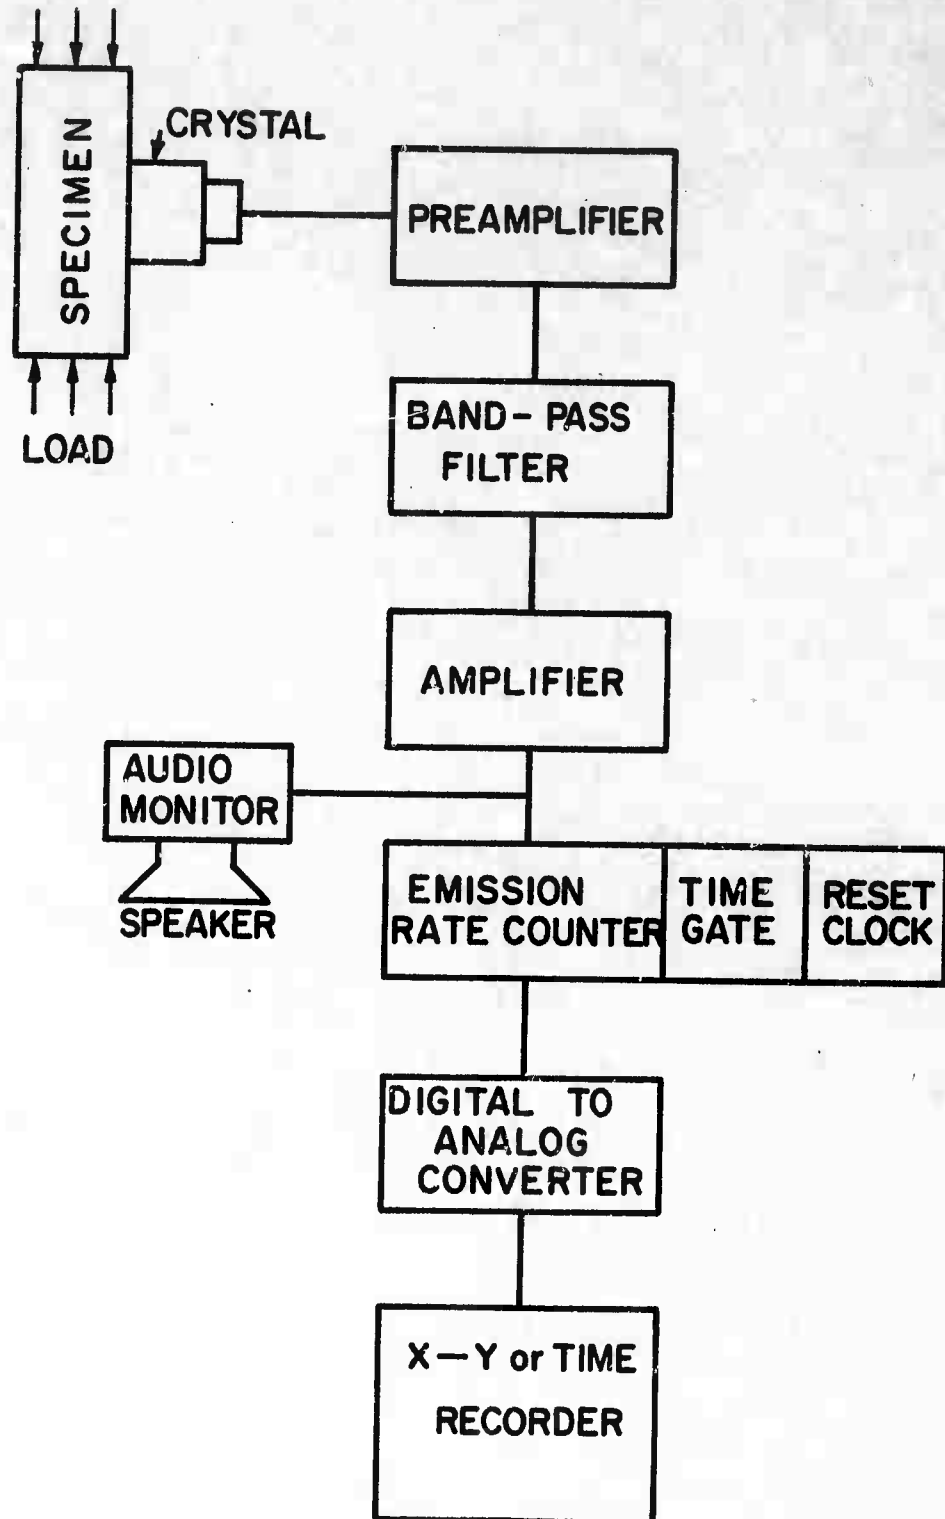 SPECIMEN
CRYSTAL
LOAD
PREAMPLIFIER
BAND- PASS
FILTER
AMPLIFIER
AUDIO
MONITOR
SPEAKER
EMISSION
RATE COUNTER
TIME
GATE
RESET
CLOCK
DIGITAL TO
ANALOG
CONVERTER
X-Y or TIME
RECORDER